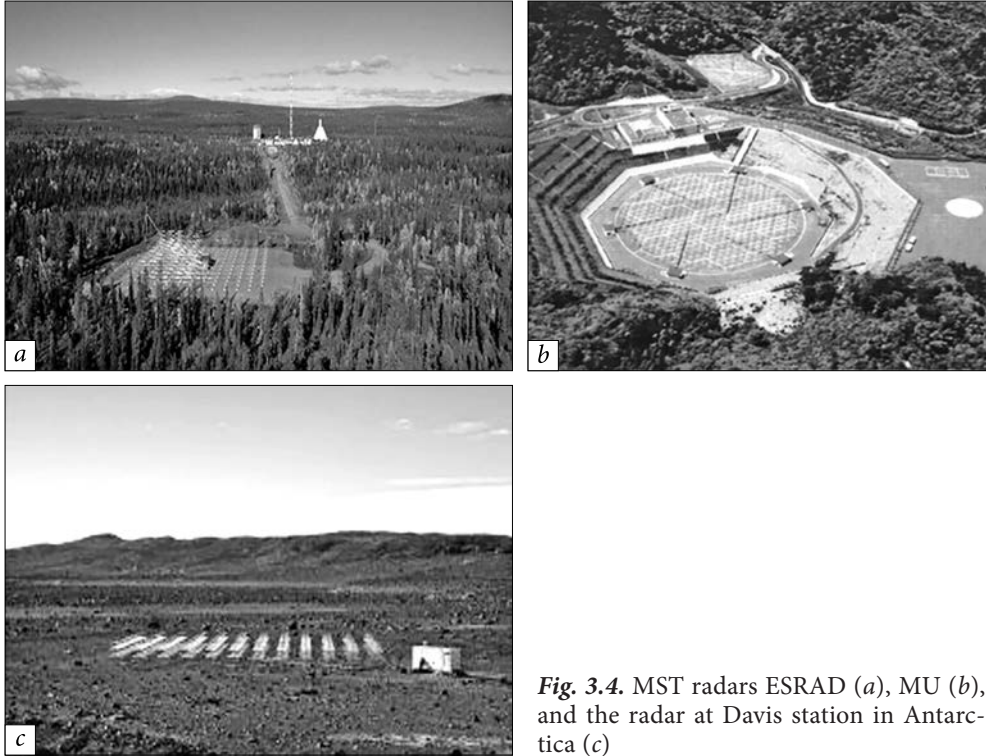 a
b
c
Fig. 3.4. MST radars ESRAD (a), MU (b),
and the radar at Davis station in Antarc-
tica (c)